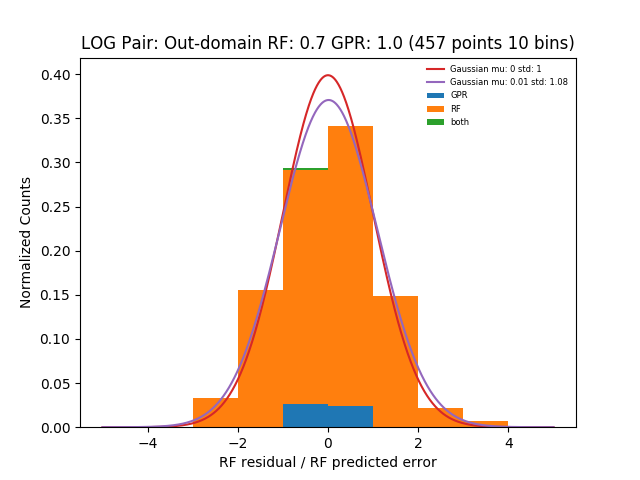 LOG Pair: Out-domain RF: 0.7 GPR: 1.0 (457 points 10 bins)
Gaussian mu: 0 std: 1
Gaussian mu: 0.01 std: 1.08
GPR
RF
both
Normalized Counts
0.40
0.35
0.30
0.25
0.20
0.15
0.10
0.05
0.00
−4 −2 0 2 4
RF residual / RF predicted error